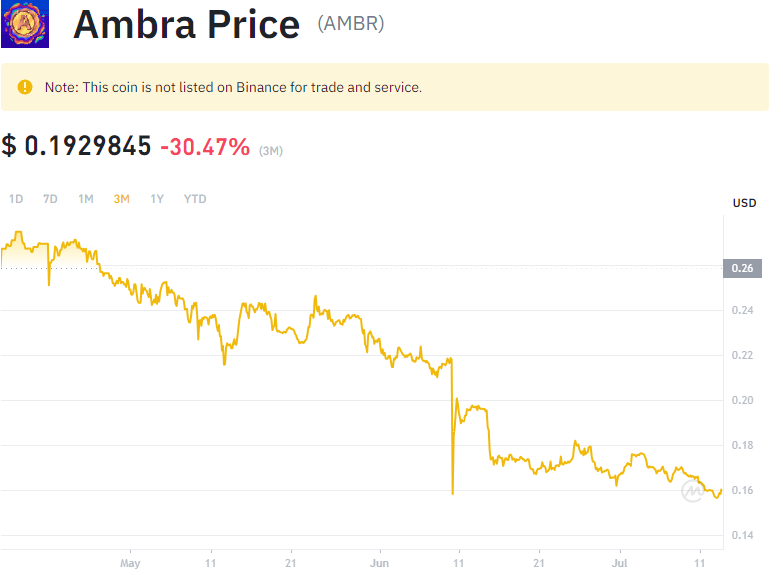 Ambra Price (AMBR)
Note: This coin is not listed on Binance for trade and service.
$ 0.1929845 -30.47% (3M)
1D 7D 1M 3M 1Y YTD
USD
0.26
0.24
0.22
0.20
0.18
0.16
0.14
May 11 21 Jun 11 21 Jul 11